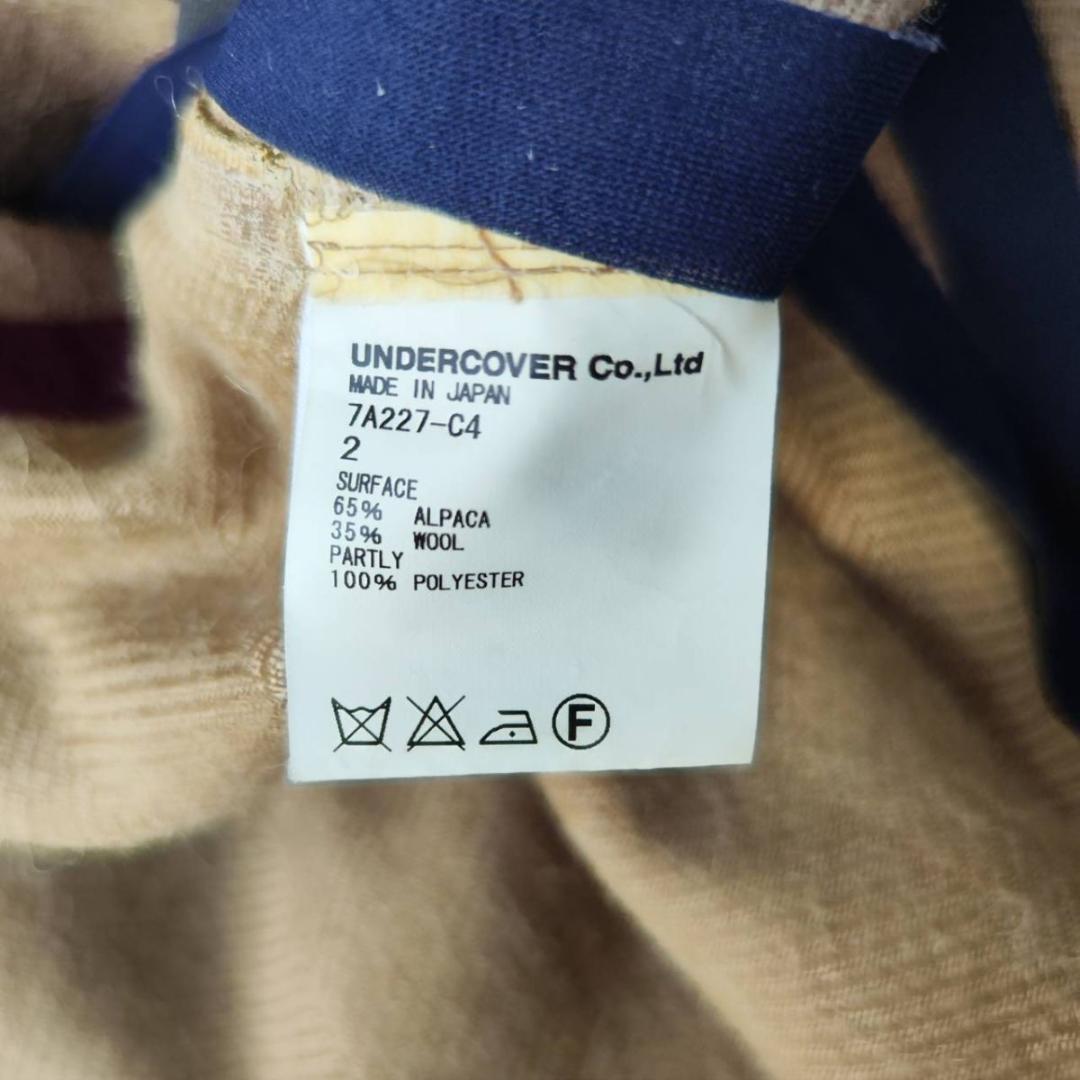 UNDERCOVER Co.,Ltd
MADE IN JAPAN
7A227-C4
2
SURFACE
65% ALPACA
35% WOOL
PARTLY
100% POLYESTER
F